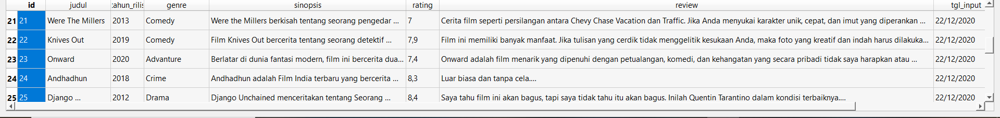 id judul tahun_rilis genre sinopsis rating review tgl_input
21 21 Were The Millers 2013 Comedy Were the Millers berkisah tentang seorang pengedar ... 7 Cerita film seperti persilangan antara Chevy Chase Vacation dan Traffic. Jika Anda menyukai karakter unik, cepat, dan imut yang diperankan ... 22/12/2020
22 22 Knives Out 2019 Comedy Film Knives Out bercerita tentang seorang detektif ... 7,9 Film ini memiliki banyak manfaat. Jika tulisan yang cerdik tidak menggelitik kesukaan Anda, maka foto yang kreatif dan indah harus dilakuka... 22/12/2020
23 23 Onward 2020 Advanture Berlatar di dunia fantasi modern, film ini bercerita dua... 7,4 Onward adalah film menarik yang dipenuhi dengan petualangan, komedi, dan kehangatan yang secara pribadi tidak saya harapkan atau ... 22/12/2020
24 24 Andhadhun 2018 Crime Andhadhun adalah Film India terbaru yang bercerita ... 8,3 Luar biasa dan tanpa cela.... 22/12/2020
25 25 Django ... 2012 Drama Django Unchained menceritakan tentang Seorang ... 8,4 Saya tahu film ini akan bagus, tapi saya tidak tahu itu akan bagus. Inilah Quentin Tarantino dalam kondisi terbaiknya.... 22/12/2020